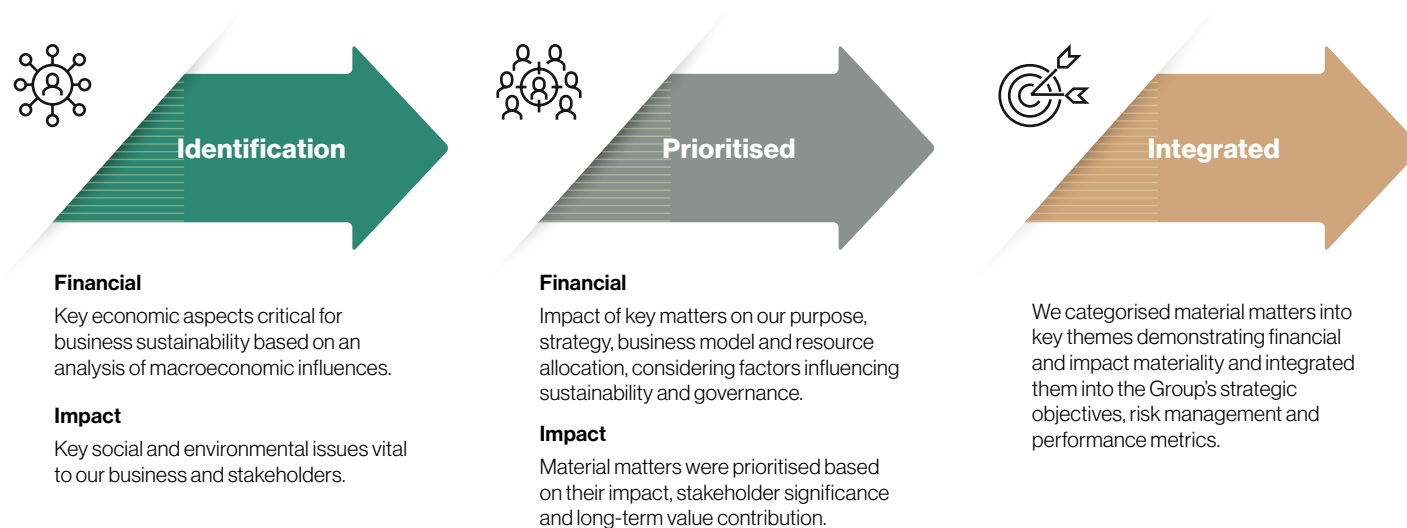 Identification
Financial
Key economic aspects critical for
business sustainability based on an
analysis of macroeconomic influences.
Impact
Key social and environmental issues vital
to our business and stakeholders.
Prioritised
Financial
Impact of key matters on our purpose,
strategy, business model and resource
allocation, considering factors influencing
sustainability and governance.
Impact
Material matters were prioritised based
on their impact, stakeholder significance
and long-term value contribution.
Integrated
We categorised material matters into
key themes demonstrating financial
and impact materiality and integrated
them into the Group's strategic
objectives, risk management and
performance metrics.